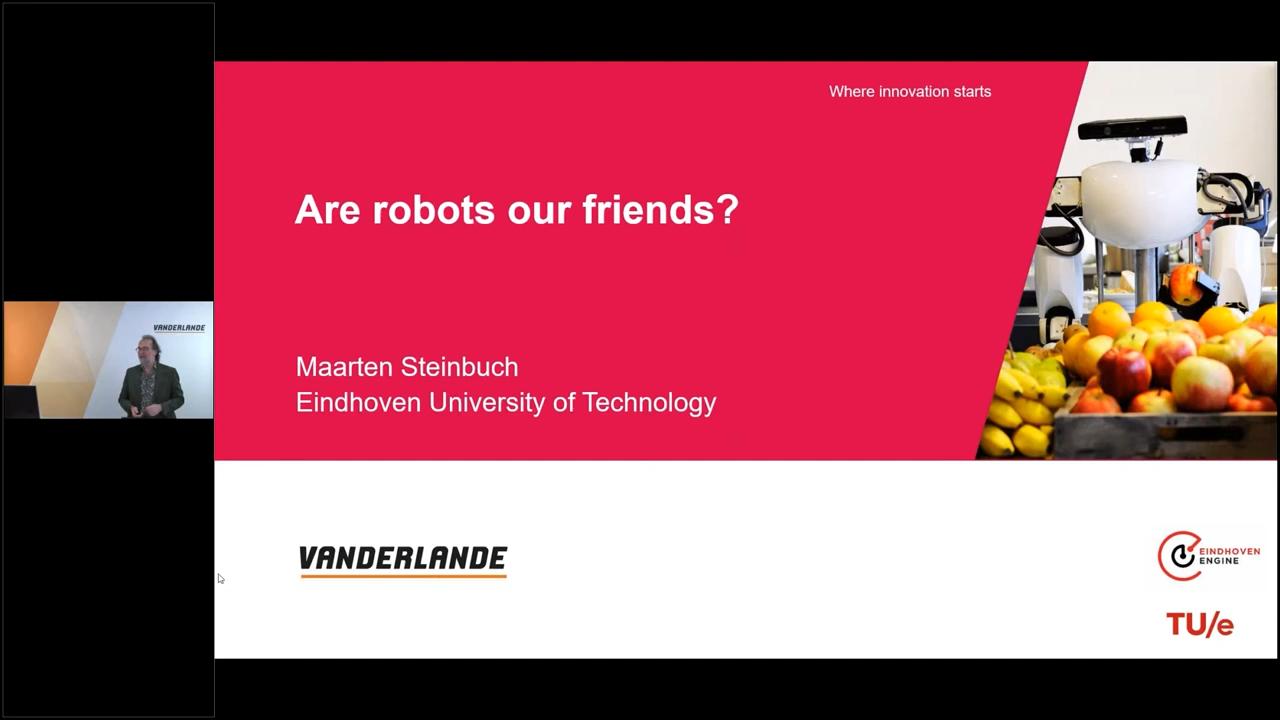 Where innovation starts
Are robots our friends?
Maarten Steinbuch
Eindhoven University of Technology
VANDERLANDE
VANDERLANDE
EINDHOVEN
ENGINE
TU/e